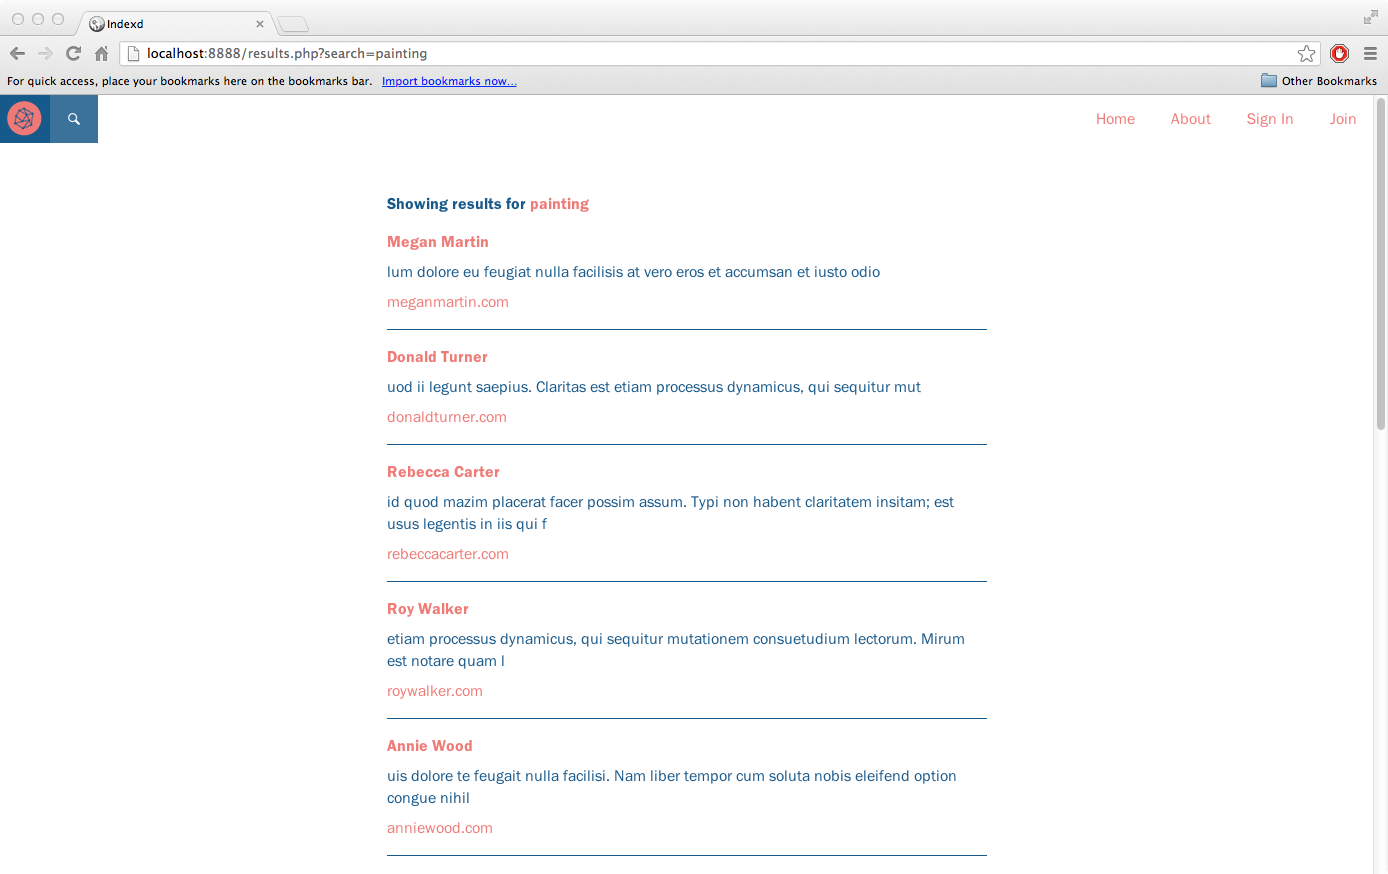 Indexd
localhost:8888/results.php?search=painting
For quick access, place your bookmarks here on the bookmarks bar. Import bookmarks now...
Other Bookmarks
Home About Sign In Join
Showing results for painting
Megan Martin
lum dolore eu feugiat nulla facilisis at vero eros et accumsan et iusto odio
meganmartin.com
Donald Turner
uod ii legunt saepius. Claritas est etiam processus dynamicus, qui sequitur mut
donaldturner.com
Rebecca Carter
id quod mazim placerat facer possim assum. Typi non habent claritatem insitam; est
usus legentis in iis qui f
rebeccacarter.com
Roy Walker
etiam processus dynamicus, qui sequitur mutationem consuetudium lectorum. Mirum
est notare quam l
roywalker.com
Annie Wood
uis dolore te feugait nulla facilisi. Nam liber tempor cum soluta nobis eleifend option
congue nihil
anniewood.com